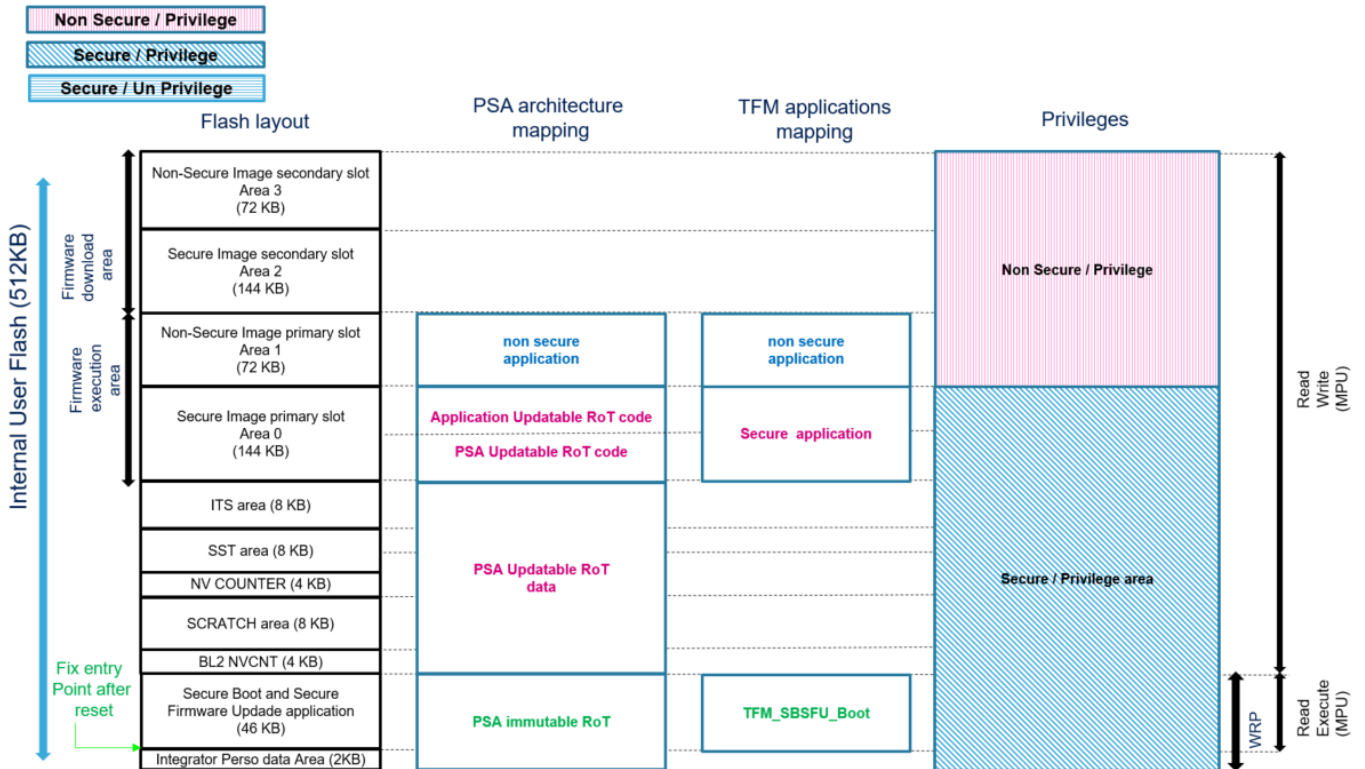 Non Secure / Privilege
Secure / Privilege
Secure / Un Privilege
Flash layout
PSA architecture
mapping
TFM applications
mapping
Privileges
Internal User Flash (512KB)
Firmware
download
area
Firmware
execution
area
Non-Secure Image secondary slot
Area 3
(72 KB)
Secure Image secondary slot
Area 2
(144 KB)
Non-Secure Image primary slot
Area 1
(72 KB)
Secure Image primary slot
Area 0
(144 KB)
ITS area (8 KB)
SST area (8 KB)
NV COUNTER (4 KB)
SCRATCH area (8 KB)
BL2 NVCNT (4 KB)
Secure Boot and Secure
Firmware Updade application
(46 KB)
Integrator Perso data Area (2KB)
Fix entry
Point after
reset
non secure
application
Application Updatable RoT code
PSA Updatable RoT code
PSA Updatable RoT
data
PSA immutable RoT
non secure
application
Secure application
TFM_SBSFU_Boot
Non Secure / Privilege
Secure / Privilege area
Read
Write
(MPU)
WRP
Read
Execute
(MPU)